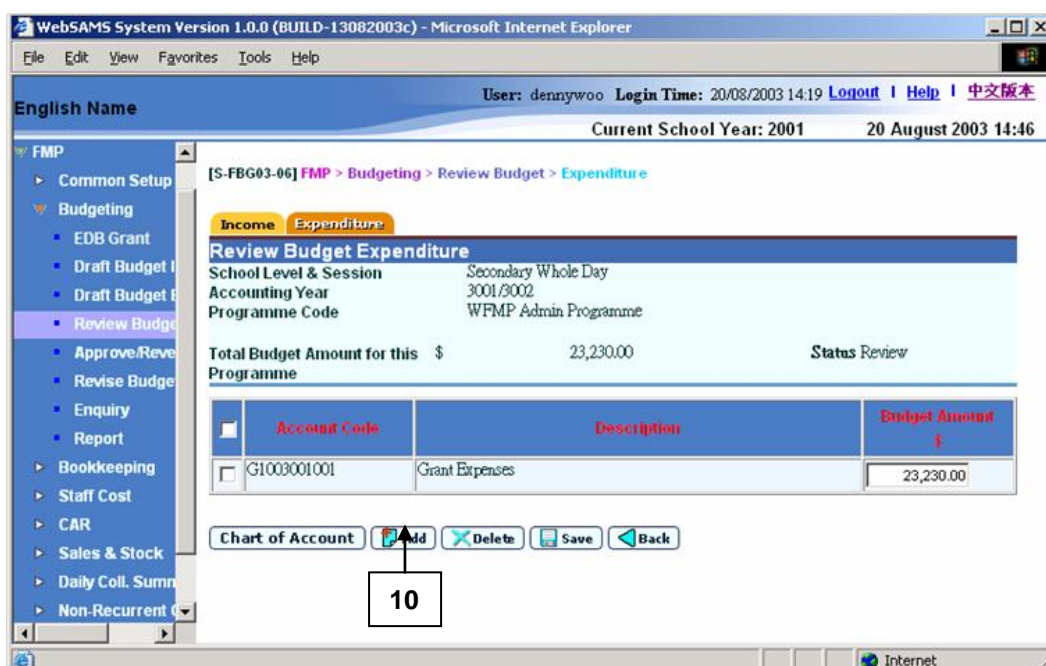 WebSAMS System Version 1.0.0 (BUILD-13082003c) - Microsoft Internet Explorer
File Edit View Favorites Tools Help
English Name
User: dennywoo Login Time: 20/08/2003 14:19 Logout | Help | 中文版本
Current School Year: 2001 20 August 2003 14:46
FMP
Common Setup
Budgeting
EDB Grant
Draft Budget I
Draft Budget E
Review Budge
Approve/Reve
Revise Budge
Enquiry
Report
Bookkeeping
Staff Cost
CAR
Sales & Stock
Daily Coll. Summ
Non-Recurrent
[S-FBG03-06] FMP > Budgeting > Review Budget > Expenditure
Income Expenditure
Review Budget Expenditure
School Level & Session Secondary Whole Day
Accounting Year 3001/3002
Programme Code WFMP Admin Programme
Total Budget Amount for this $ 23,230.00 Status Review
Programme
Account Code Description Budget Amount
$
G1003001001 Grant Expenses 23,230.00
Chart of Account Add Delete Save Back
10
Internet